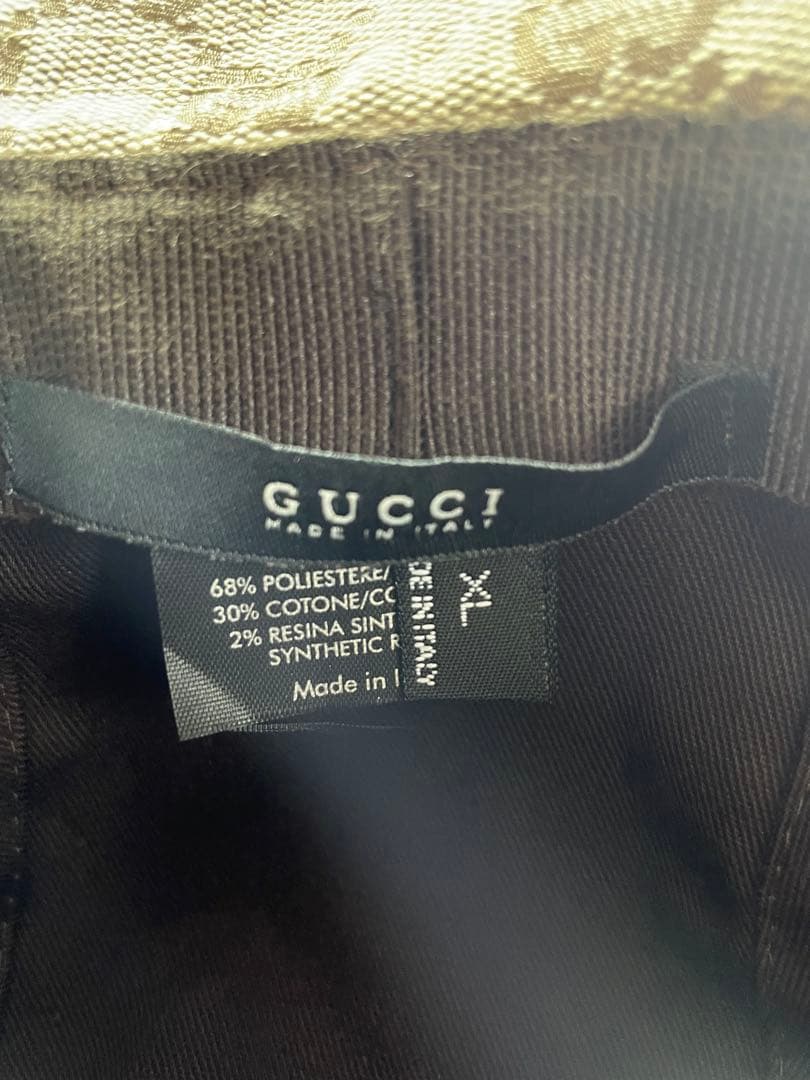 GUCCI
MADE IN ITALY
68% POLIESTERE/
30% COTONE/CO
2% RESINA SINT
SYNTHETIC R
Made in I
DE IN ITALY
XL